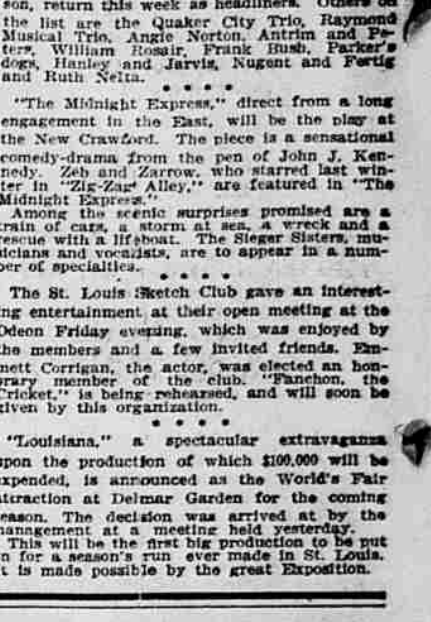 son, return this week as headliners. Others on
the list are the Quaker City Trio, Raymond
Musical Trio, Angie Norton, Antrim and Pe-
ters, William Rosair, Frank Bush, Parker's
dogs, Hanley and Jarvis, Nugent and Fertig
and Ruth Nelta.
• • • •
"The Midnight Express," direct from a long
engagement in the East, will be the play at
the New Crawford. The piece is a sensational
comedy-drama from the pen of John J. Ken-
nedy. Zeb and Zarrow, who starred last win-
ter in "Zig-Zag Alley," are featured in "The
Midnight Express."
Among the scenic surprises promised are a
train of cars, a storm at sea, a wreck and a
rescue with a lifeboat. The Sieger Sisters, mu-
sicians and vocalists, are to appear in a num-
ber of specialties.
• • • •
The St. Louis Sketch Club gave an interest-
ng entertainment at their open meeting at the
Odeon Friday evening, which was enjoyed by
the members and a few invited friends. Em-
mett Corrigan, the actor, was elected an hon-
orary member of the club. "Fanchon, the
Cricket," is being rehearsed, and will soon be
given by this organization.
• • • •
"Louisiana," a spectacular extravaganza
upon the production of which $100,000 will be
expended, is announced as the World's Fair
attraction at Delmar Garden for the coming
season. The decision was arrived at by the
management at a meeting held yesterday.
This will be the first big production to be put
on for a season's run ever made in St. Louis.
It is made possible by the great Exposition.